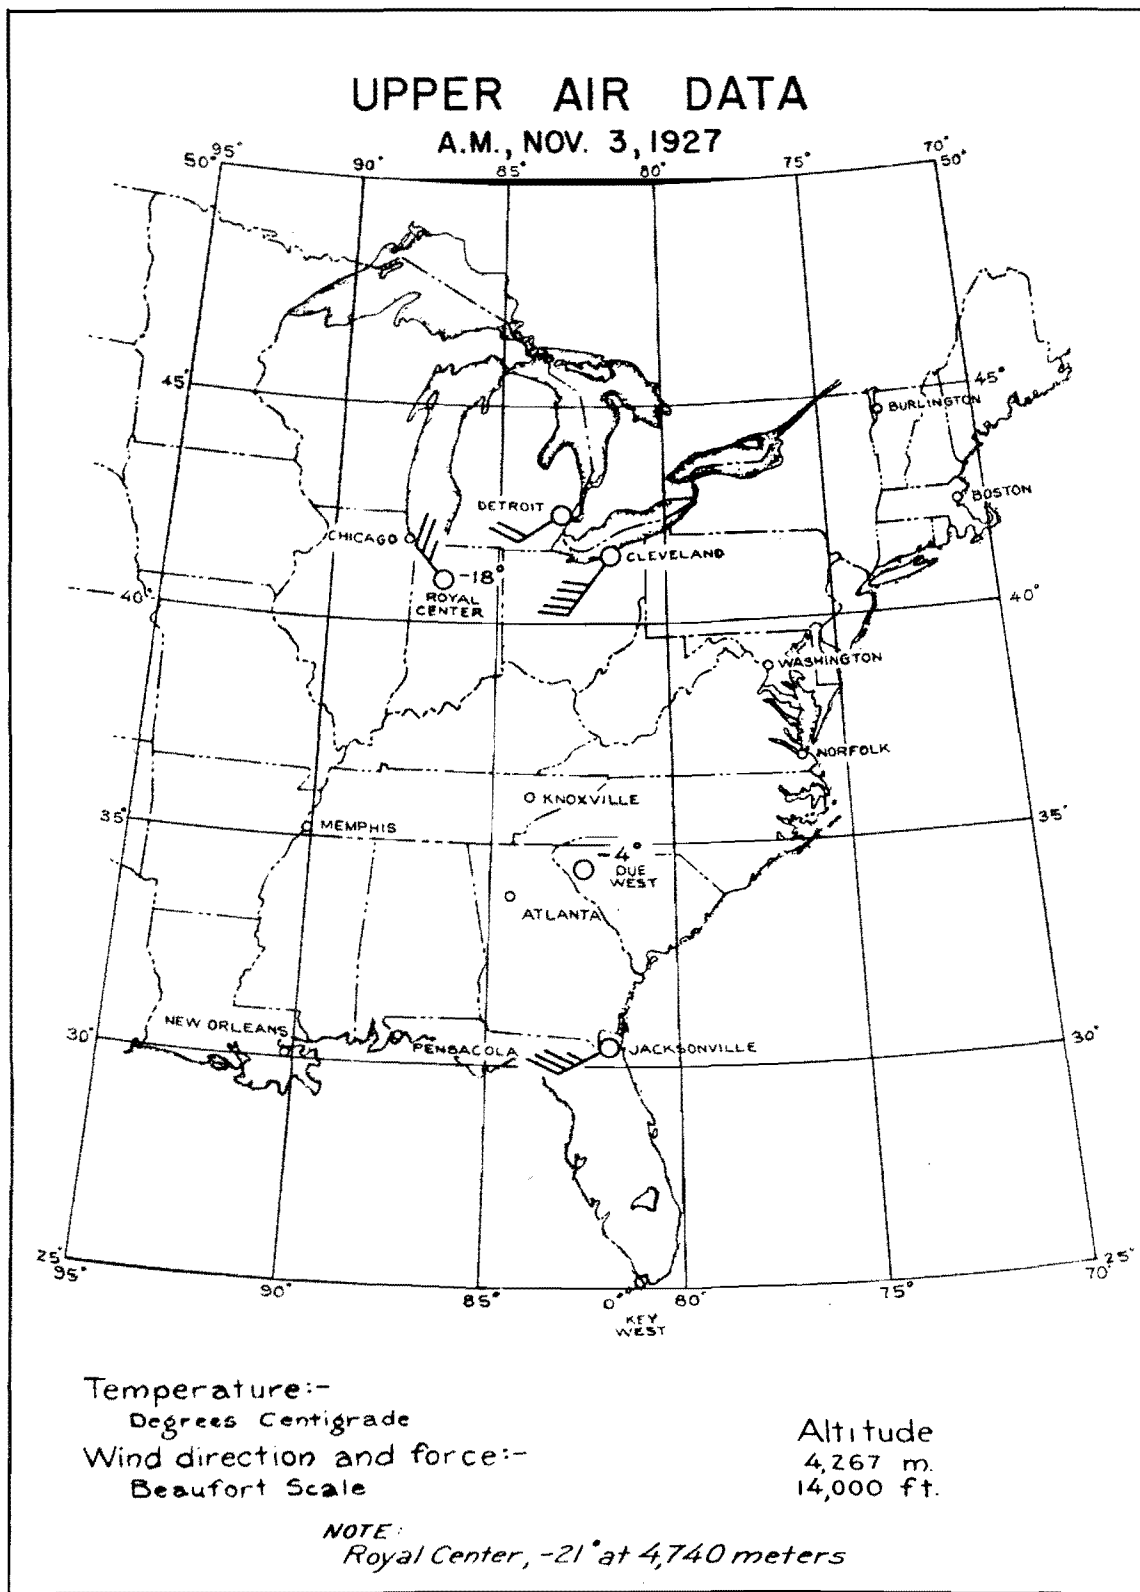 UPPER AIR DATA
A.M., NOV. 3, 1927
95° 90° 85° 80° 75° 70°
50° 50°
45° 45°
BURLINGTON
BOSTON
DETROIT
CHICAGO
CLEVELAND
-18°
ROYAL
CENTER
40° 40°
WASHINGTON
NORFOLK
KNOXVILLE
35° 35°
MEMPHIS
-4°
DUE
WEST
ATLANTA
NEW ORLEANS
30° 30°
PENSACOLA
JACKSONVILLE
25° 25°
95° 90° 85° 0° 80° 75° 70°
KEY
WEST
Temperature:-
Degrees Centigrade
Wind direction and force:-
Beaufort Scale
Altitude
4,267 m.
14,000 ft.
NOTE:
Royal Center, -21° at 4,740 meters